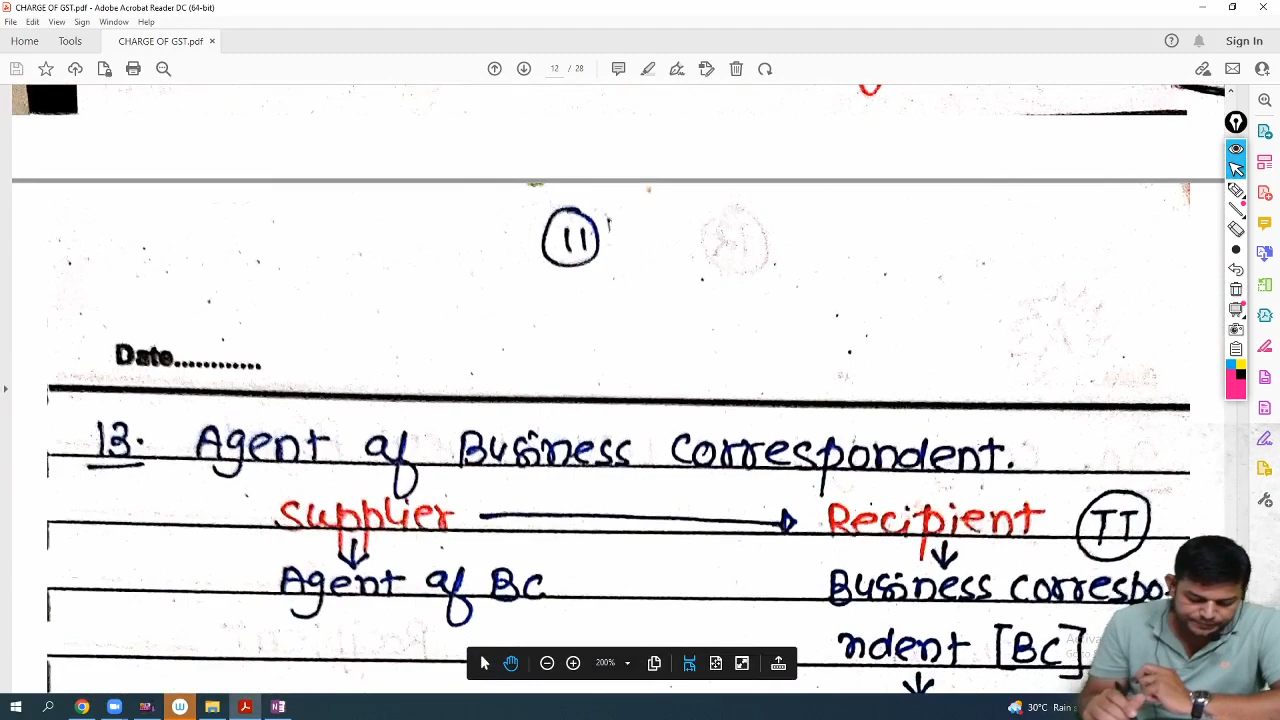 CHARGE OF GST.pdf - Adobe Acrobat Reader DC (64-bit)
File Edit View Sign Window Help
Home Tools CHARGE OF GST.pdf × Sign In
12 / 28
11
Date............
13. Agent of Business Correspondent.
Supplier Recipient TT
Agent of BC Business correspo-
ndent [BC]
200%
30°C Rain